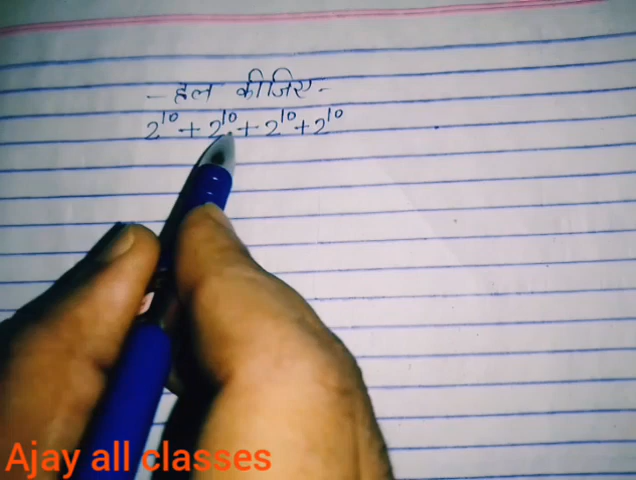 - हल कीजिए -
2¹⁰ + 2¹⁰ + 2¹⁰ + 2¹⁰
Ajay all classes